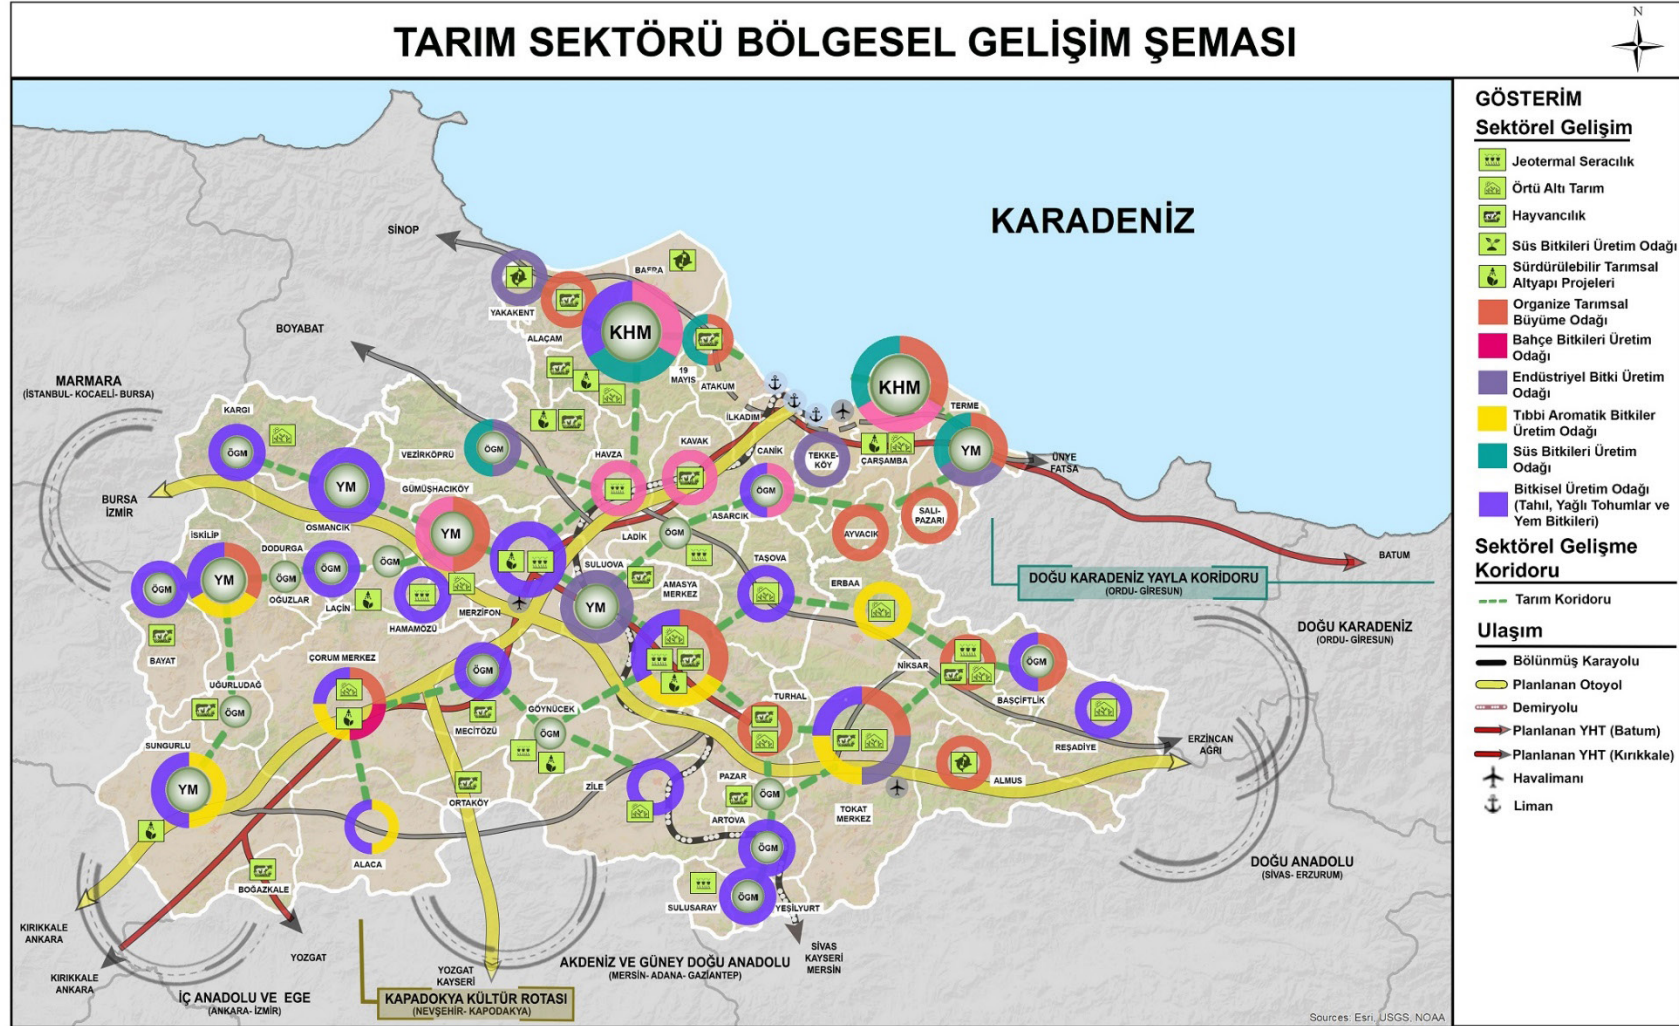 TARIM SEKTÖRÜ BÖLGESEL GELİŞİM ŞEMASI
N
KARADENİZ
SİNOP
BOYABAT
MARMARA
(İSTANBUL- KOCAELİ- BURSA)
BURSA
İZMİR
YAKAKENT
ALAÇAM
BAFRA
KHM
19
MAYIS
ATAKUM
İLKADIM
KHM
TERME
YM
ÜNYE
FATSA
KARGI
ÖGM
VEZİRKÖPRÜ
ÖGM
HAVZA
KAVAK
CANİK
TEKKE-
KÖY
ÇARŞAMBA
YM
OSMANCIK
GÜMÜŞHACIKÖY
YM
ASARCIK
ÖGM
LADİK
ÖGM
AYVACIK
SALI-
PAZARI
BATUM
DOĞU KARADENİZ YAYLA KORİDORU
(ORDU- GİRESUN)
DOĞU KARADENİZ
(ORDU- GİRESUN)
İSKİLİP
YM
ÖGM
BAYAT
DODURGA
ÖGM
OĞUZLAR
ÖGM
LAÇİN
ÖGM
HAMAMÖZÜ
MERZİFON
SULUOVA
YM
AMASYA
MERKEZ
TAŞOVA
ERBAA
NİKSAR
ÖGM
BAŞÇİFTLİK
REŞADİYE
ERZİNCAN
AĞRI
ÇORUM MERKEZ
UĞURLUDAĞ
ÖGM
ÖGM
MECİTÖZÜ
GÖYNÜCEK
ÖGM
TURHAL
SUNGURLU
YM
ORTAKÖY
ZİLE
PAZAR
ÖGM
ARTOVA
ÖGM
TOKAT
MERKEZ
ALMUS
ALACA
BOĞAZKALE
SULUSARAY
ÖGM
YEŞİLYURT
DOĞU ANADOLU
(SİVAS- ERZURUM)
KIRIKKALE
ANKARA
KIRIKKALE
ANKARA
YOZGAT
YOZGAT
KAYSERİ
SİVAS
KAYSERİ
MERSİN
AKDENİZ VE GÜNEY DOĞU ANADOLU
(MERSİN- ADANA- GAZİANTEP)
İÇ ANADOLU VE EGE
(ANKARA- İZMİR)
KAPADOKYA KÜLTÜR ROTASI
(NEVŞEHİR- KAPODAKYA)
Sources: Esri, USGS, NOAA
GÖSTERİM
Sektörel Gelişim
Jeotermal Seracılık
Örtü Altı Tarım
Hayvancılık
Süs Bitkileri Üretim Odağı
Sürdürülebilir Tarımsal
Altyapı Projeleri
Organize Tarımsal
Büyüme Odağı
Bahçe Bitkileri Üretim
Odağı
Endüstriyel Bitki Üretim
Odağı
Tıbbi Aromatik Bitkiler
Üretim Odağı
Süs Bitkileri Üretim
Odağı
Bitkisel Üretim Odağı
(Tahıl, Yağlı Tohumlar ve
Yem Bitkileri)
Sektörel Gelişme
Koridoru
Tarım Koridoru
Ulaşım
Bölünmüş Karayolu
Planlanan Otoyol
Demiryolu
Planlanan YHT (Batum)
Planlanan YHT (Kırıkkale)
Havalimanı
Liman